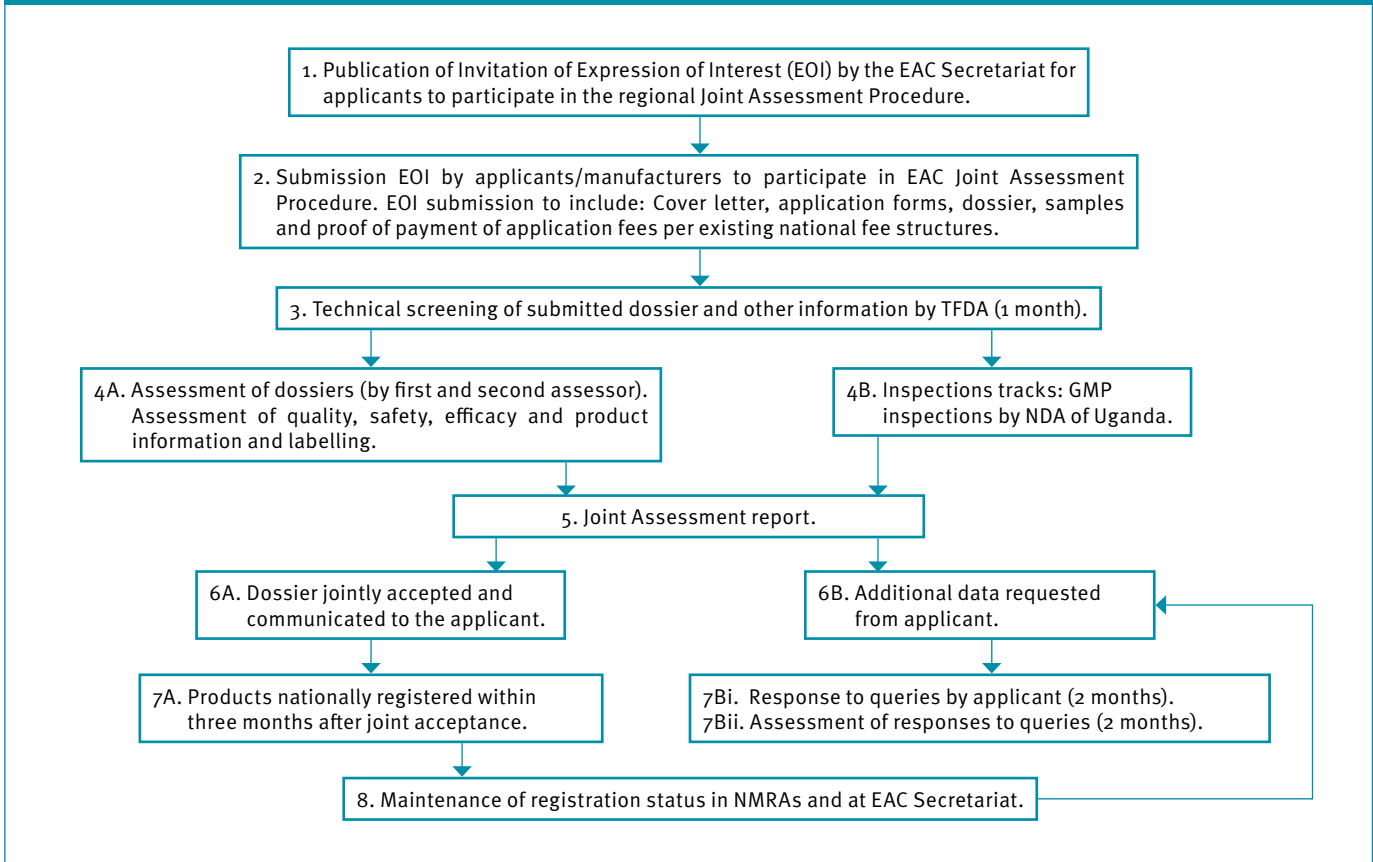 1. Publication of Invitation of Expression of Interest (EOI) by the EAC Secretariat for
applicants to participate in the regional Joint Assessment Procedure.
2. Submission EOI by applicants/manufacturers to participate in EAC Joint Assessment
Procedure. EOI submission to include: Cover letter, application forms, dossier, samples
and proof of payment of application fees per existing national fee structures.
3. Technical screening of submitted dossier and other information by TFDA (1 month).
4A. Assessment of dossiers (by first and second assessor).
Assessment of quality, safety, efficacy and product
information and labelling.
4B. Inspections tracks: GMP
inspections by NDA of Uganda.
5. Joint Assessment report.
6A. Dossier jointly accepted and
communicated to the applicant.
6B. Additional data requested
from applicant.
7A. Products nationally registered within
three months after joint acceptance.
7Bi. Response to queries by applicant (2 months).
7Bii. Assessment of responses to queries (2 months).
8. Maintenance of registration status in NMRAs and at EAC Secretariat.